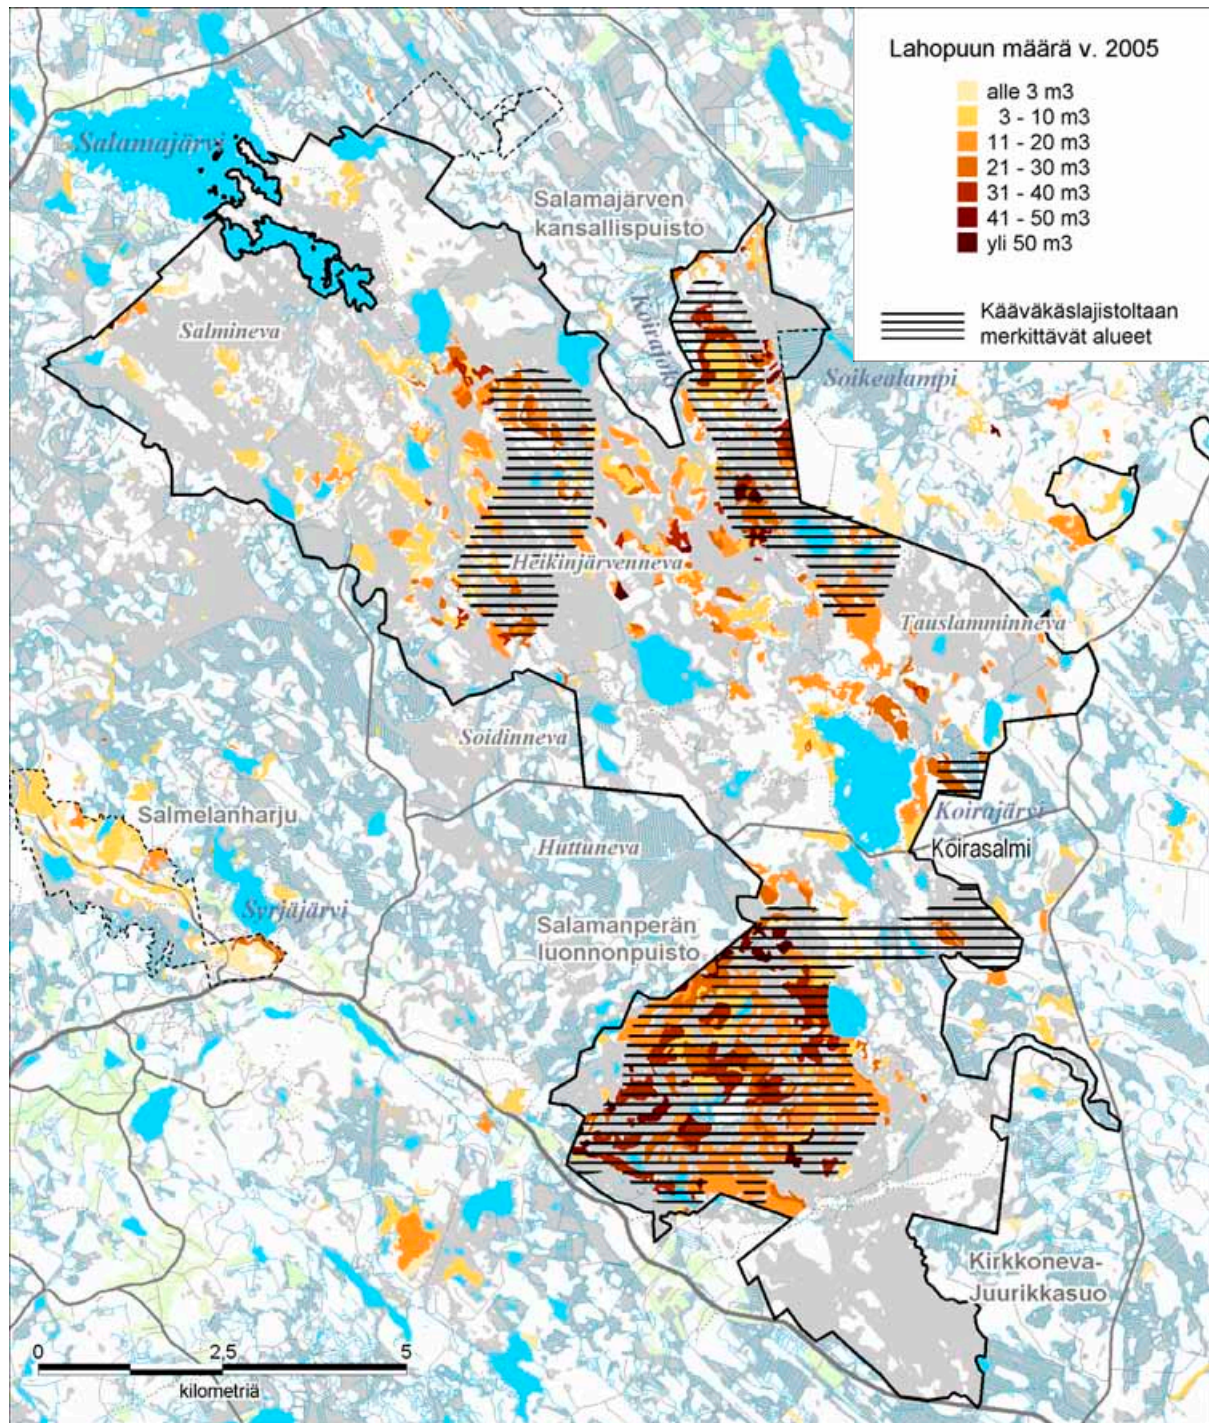 Lahopuun määrä v. 2005
alle 3 m3
3 - 10 m3
11 - 20 m3
21 - 30 m3
31 - 40 m3
41 - 50 m3
yli 50 m3
Kääväkäslajistoltaan
merkittävät alueet
Salamajärvi
Salamajärven
kansallispuisto
Koirajoki
Salmineva
Soikealampi
Heikinjärvenneva
Tauslamminneva
Soidinneva
Salmelanharju
Koirajärvi
Huttuneva
Koirasalmi
Syrjäjärvi
Salamanperän
luonnonpuisto
Kirkkoneva-
Juurikkasuo
0 2,5 5
kilometriä